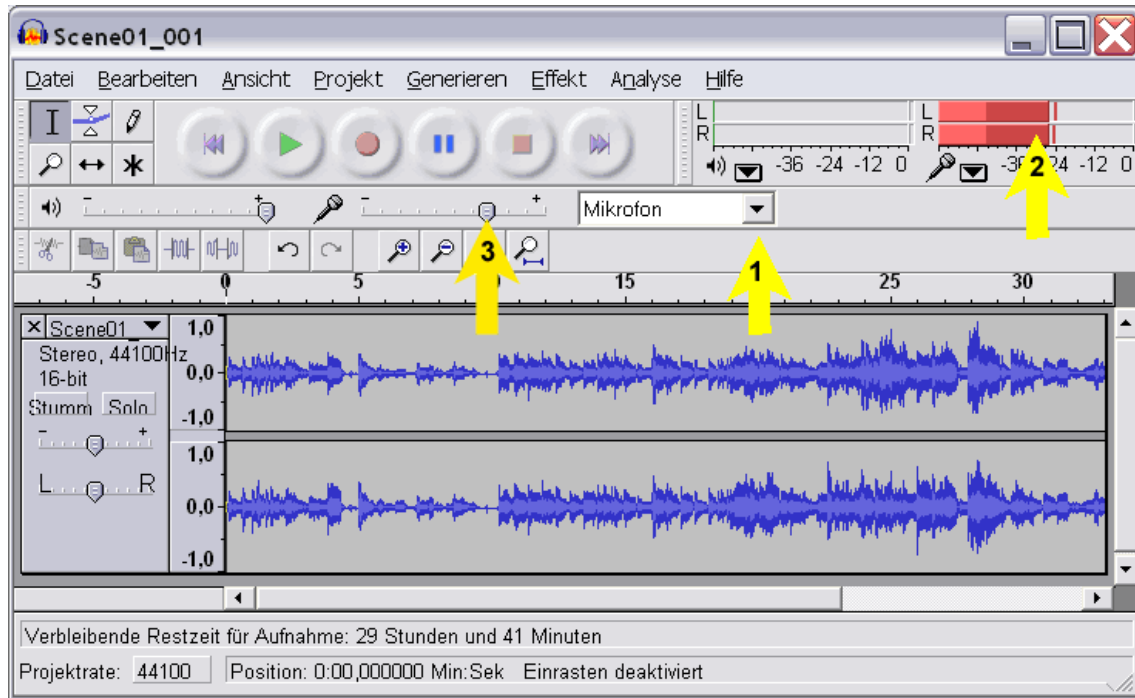 Scene01_001
Datei Bearbeiten Ansicht Projekt Generieren Effekt Analyse Hilfe
L L
R R
-36 -24 -12 0 -36 24 -12 0
2
- + - + Mikrofon
3
1
-5 0 5 15 25 30
Scene01_ 1,0
Stereo, 44100Hz
16-bit 0,0
Stumm Solo
-1,0
- +
1,0
L R
0,0
-1,0
Verbleibende Restzeit für Aufnahme: 29 Stunden und 41 Minuten
Projektrate: 44100 Position: 0:00,000000 Min:Sek Einrasten deaktiviert